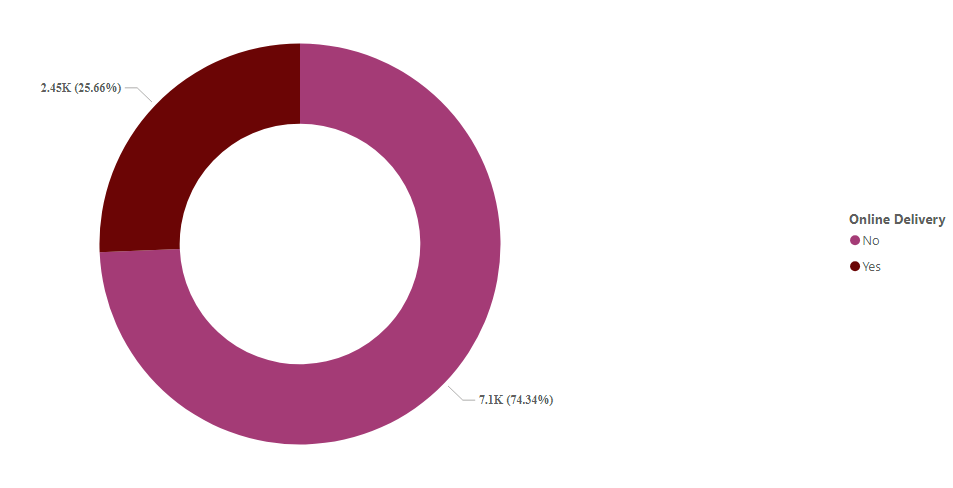 2.45K (25.66%)
7.1K (74.34%)
Online Delivery
No
Yes